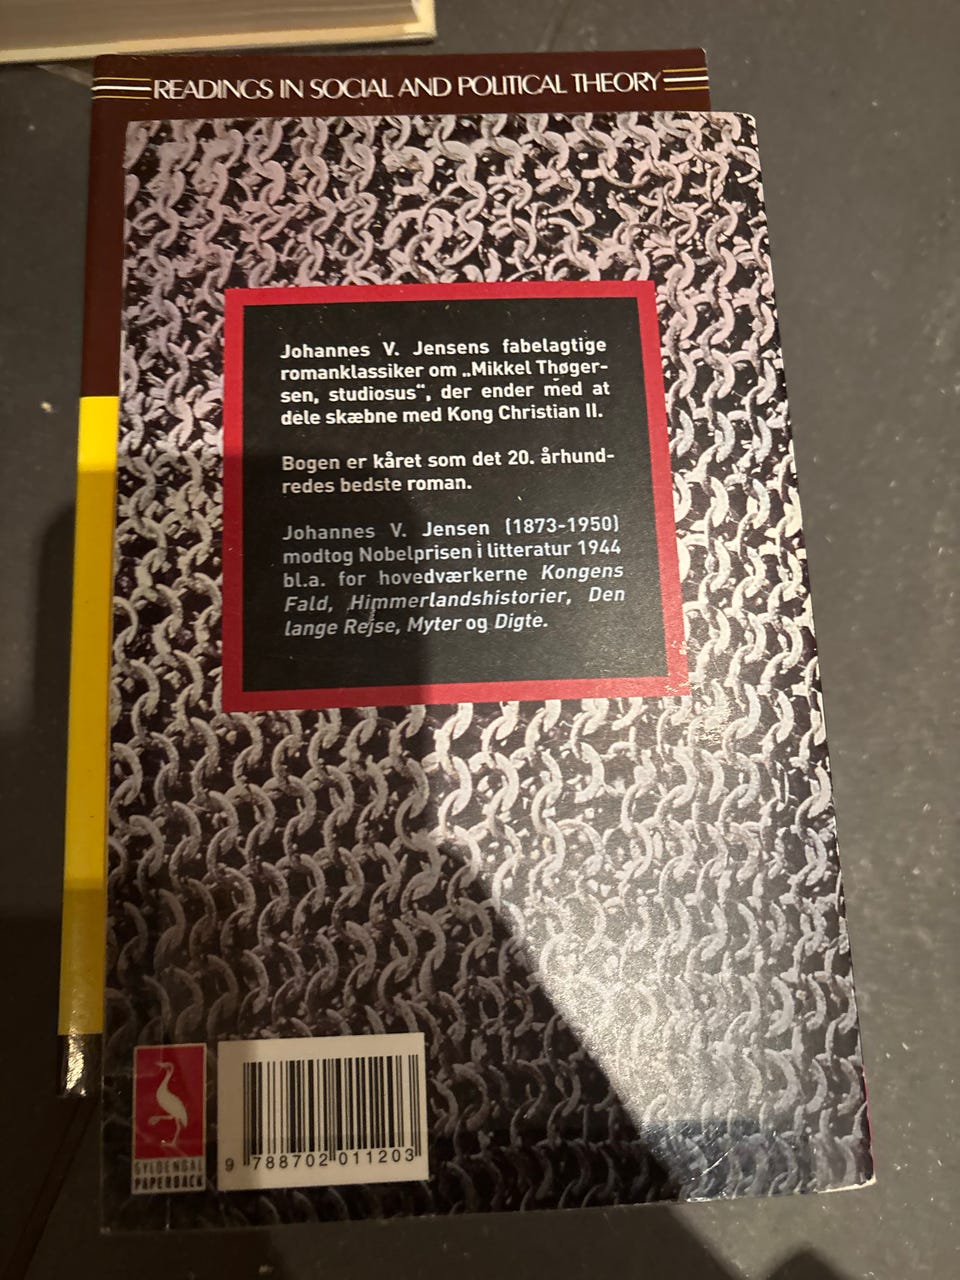 READINGS IN SOCIAL AND POLITICAL THEORY
Johannes V. Jensens fabelagtige
romanklassiker om „Mikkel Thøger-
sen, studiosus“, der ender med at
dele skæbne med Kong Christian II.
Bogen er kåret som det 20. århund-
redes bedste roman.
Johannes V. Jensen (1873-1950)
modtog Nobelprisen i litteratur 1944
bl.a. for hovedværkerne Kongens
Fald, Himmerlandshistorier, Den
lange Rejse, Myter og Digte.
GYLDENDAL
PAPERBACK
9 788702 011203